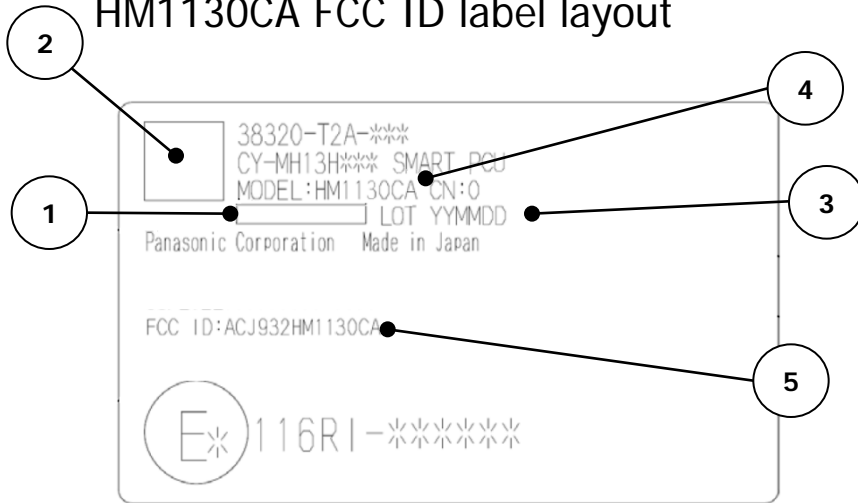 HM1130CA FCC ID label layout
2
4
38320-T2A-***
CY-MH13H*** SMART PCU
MODEL:HM1130CA CN:0
1
LOT YYMMDD
3
Panasonic Corporation Made in Japan
FCC ID:ACJ932HM1130CA
5
E* 116RI-******